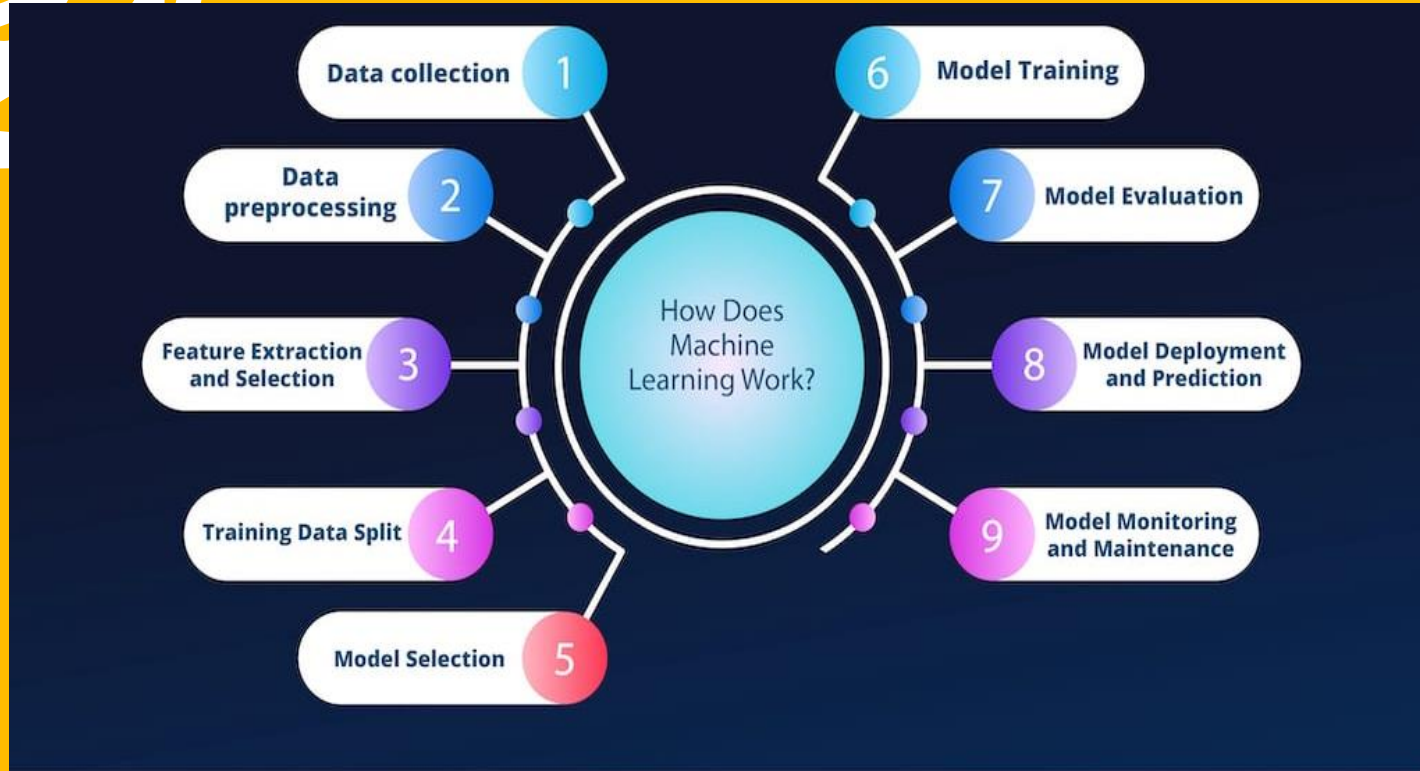 Data collection
1
Data
preprocessing
2
Feature Extraction
and Selection
3
Training Data Split
4
Model Selection
5
How Does
Machine
Learning Work?
6
Model Training
7
Model Evaluation
8
Model Deployment
and Prediction
9
Model Monitoring
and Maintenance